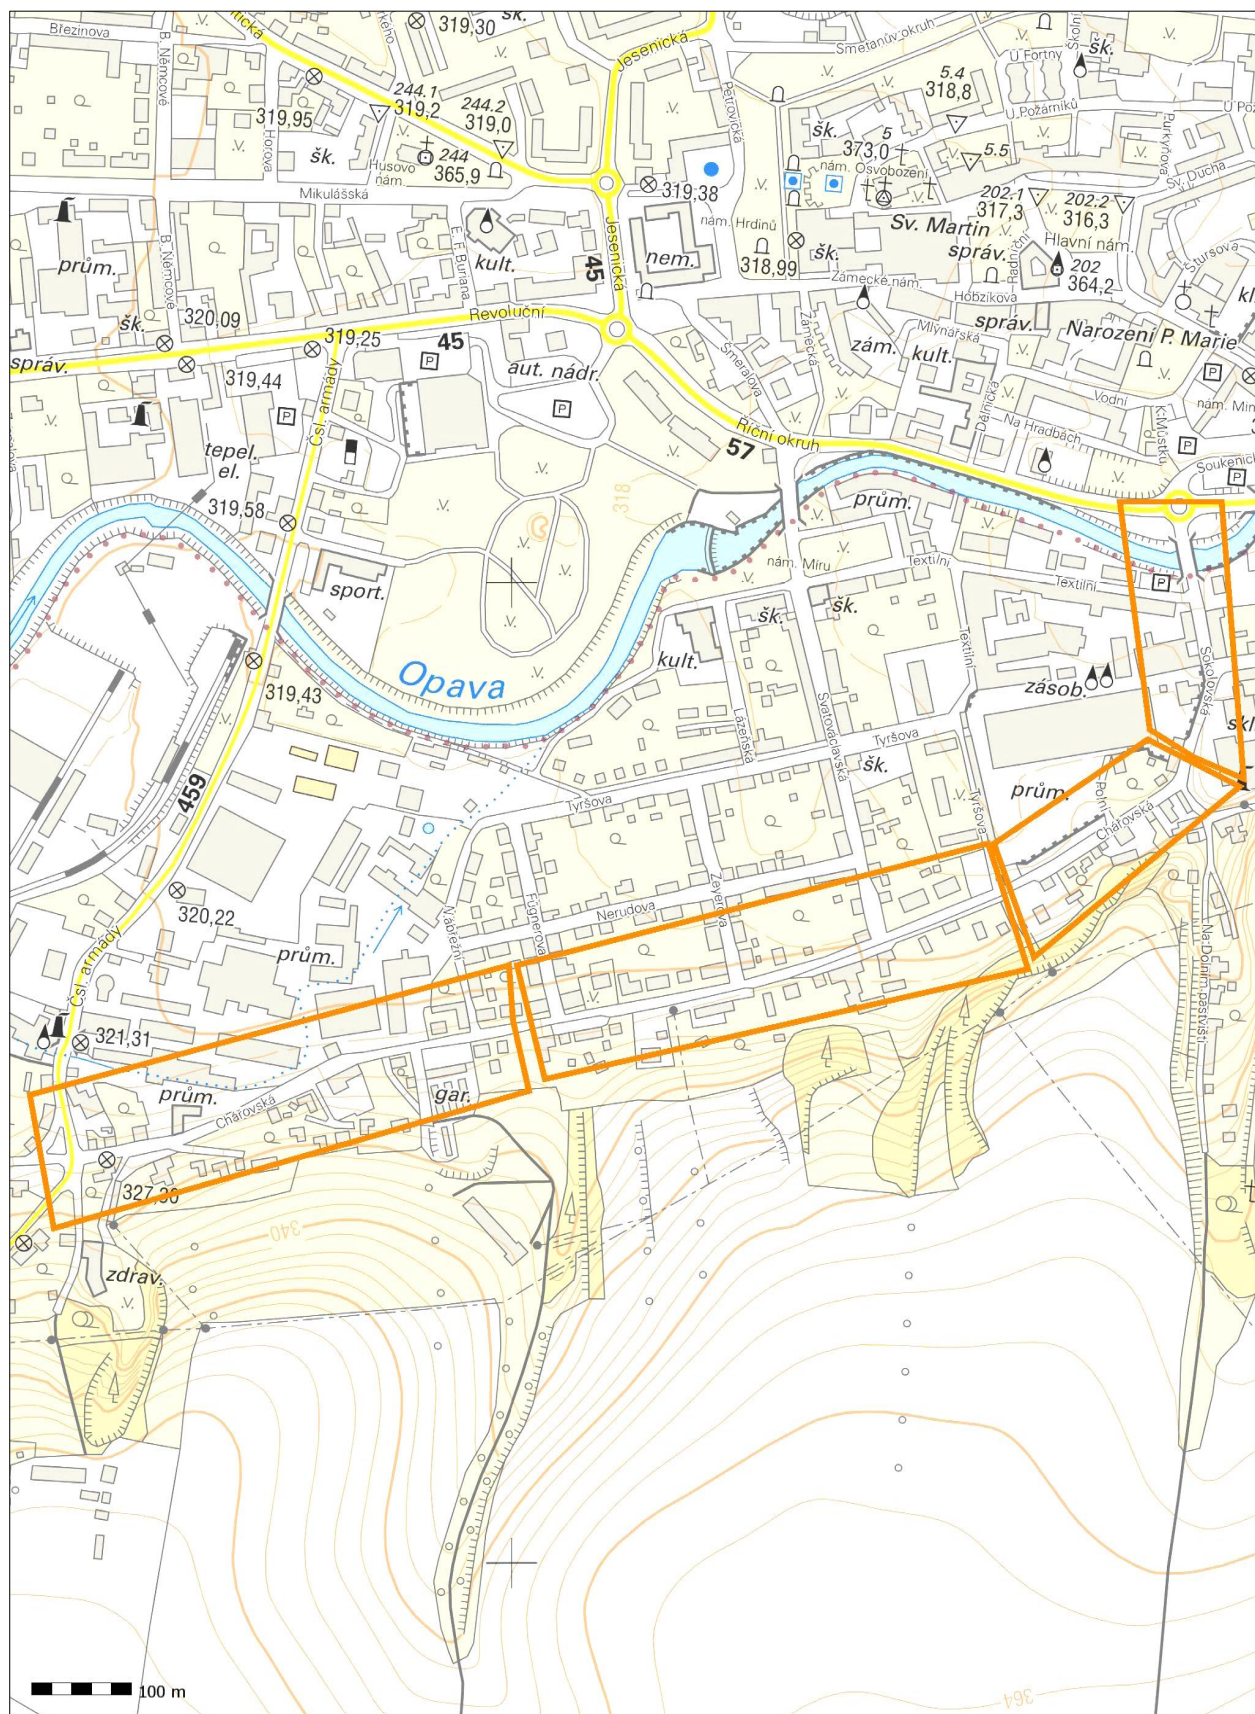 Březinova
B. Němcové
319,30
šk.
Jesenická
Smetanův okruh
U Fortny
Školní
šk.
319,95
244.1
319,2
244.2
319,0
Petrovická
5.4
318,8
U Požárníků
Purkyňova
Horova
šk.
Husovo
nám.
244
365,9
šk.
5
373,0
5.5
nám. Osvobození
Sv. Ducha
Mikulášská
319,38
Sv. Martin
202.1
317,3
202.2
316,3
prům.
B. Němcové
E. F. Buriana
kult.
Jesenická
45
nem.
nám. Hrdinů
318,99
šk.
správ.
Radniční
Hlavní nám.
202
364,2
Štursova
Zámecké nám.
Hobzíkova
šk.
320,09
Revoluční
Zámecká
Mlýnářská
správ.
Narození P. Marie
správ.
319,25
45
319,44
aut. nádr.
Šmeralova
zám.
kult.
Vodní
Čsl. armády
Říční okruh
57
Dělnická
Na Hradbách
K Můstku
tepel.
el.
318
319,58
prům.
nám. Míru
Textilní
Textilní
sport.
šk.
šk.
kult.
Textilní
Sokolovská
319,43
Opava
Lázeňská
Svatováclavská
zásob.
Tyršova
šk.
459
Tyršova
Tyršova
prům.
Polní
Chářovská
320,22
Nábřežní
Fügnerova
Nerudova
Zeyerova
Čsl. armády
prům.
Na Dolním pastvišti
321,31
prům.
Chářovská
gar.
327,30
340
zdrav.
364
100 m